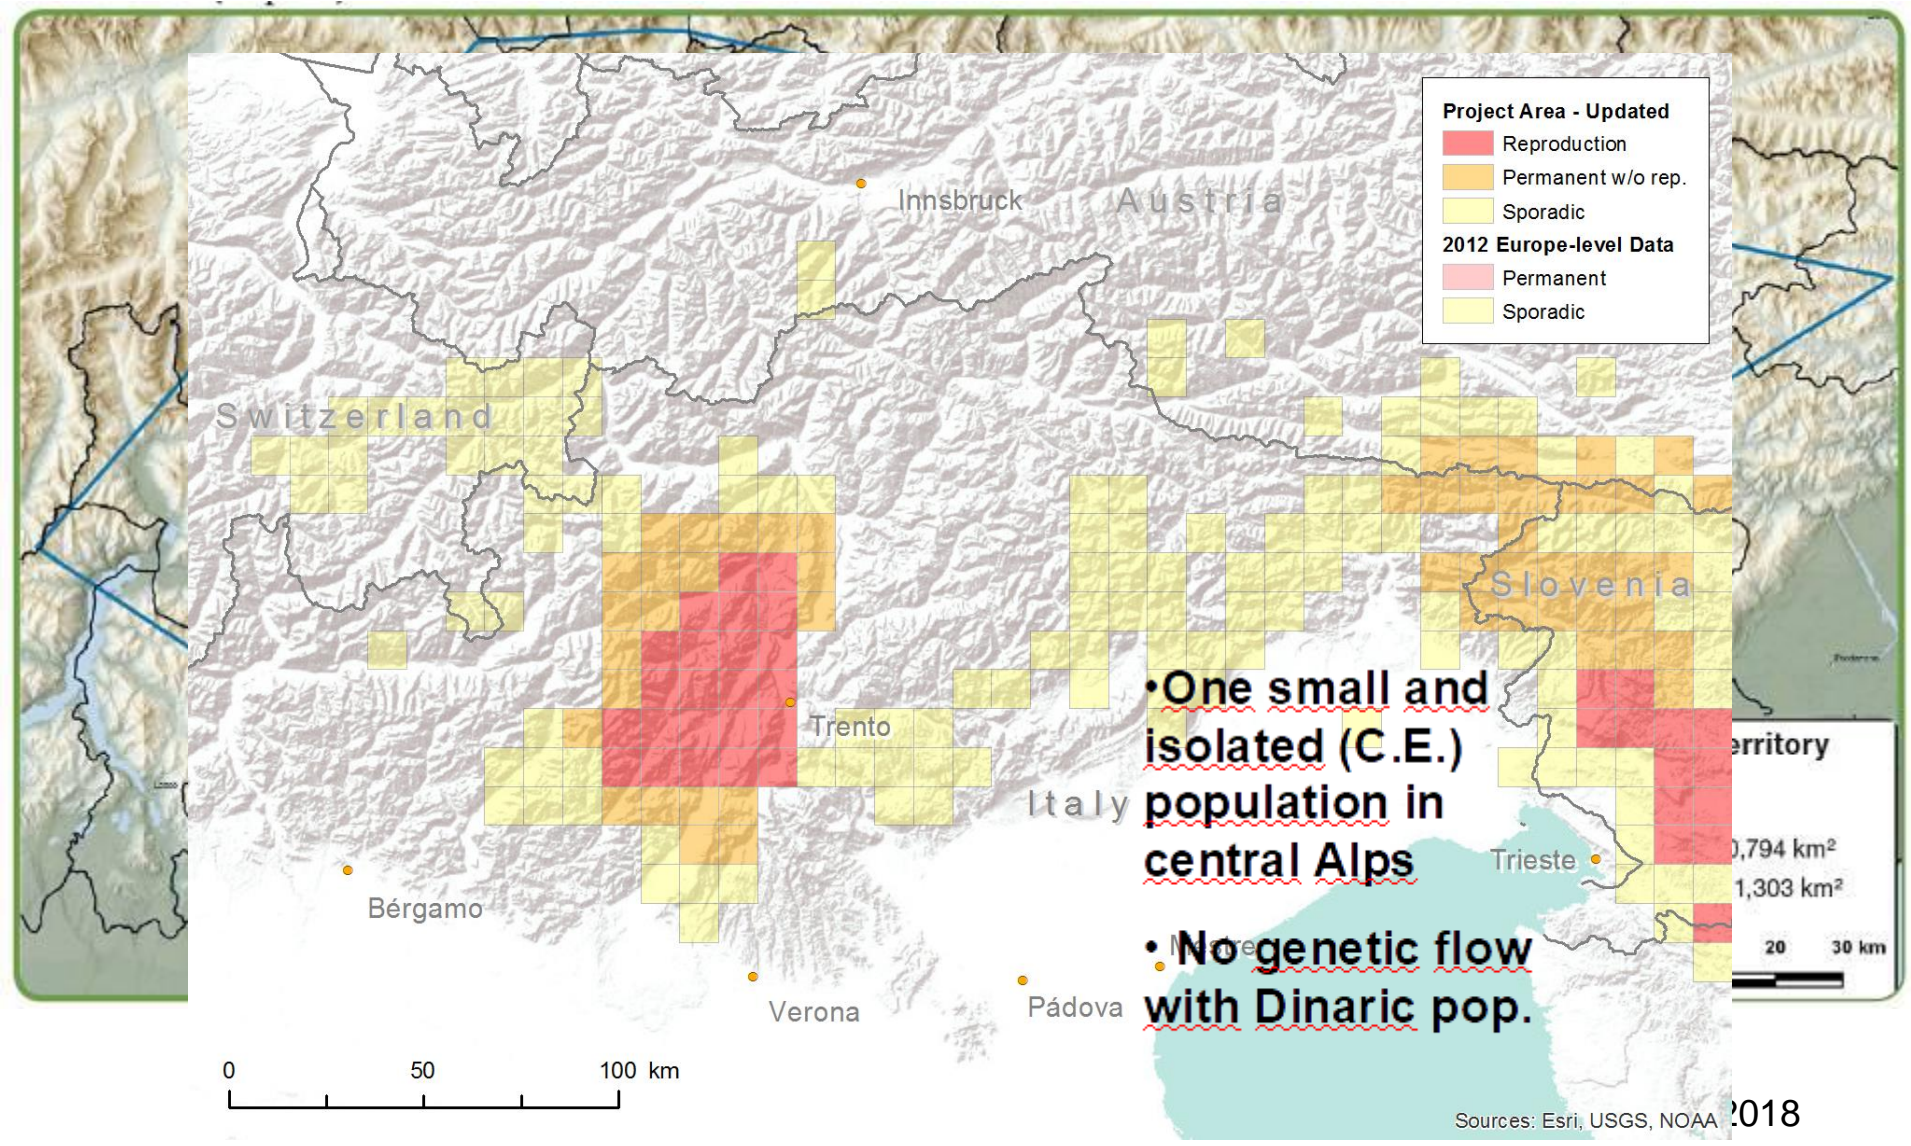 Project Area - Updated
Reproduction
Permanent w/o rep.
Sporadic
2012 Europe-level Data
Permanent
Sporadic
Innsbruck
Austria
Switzerland
Slovenia
•One small and
isolated (C.E.)
population in
central Alps
Trento
erritory
Italy
0,794 km²
Trieste
1,303 km²
Bérgamo
Mestre
• No genetic flow
with Dinaric pop.
20 30 km
Verona
Pádova
0 50 100 km
Sources: Esri, USGS, NOAA
2018